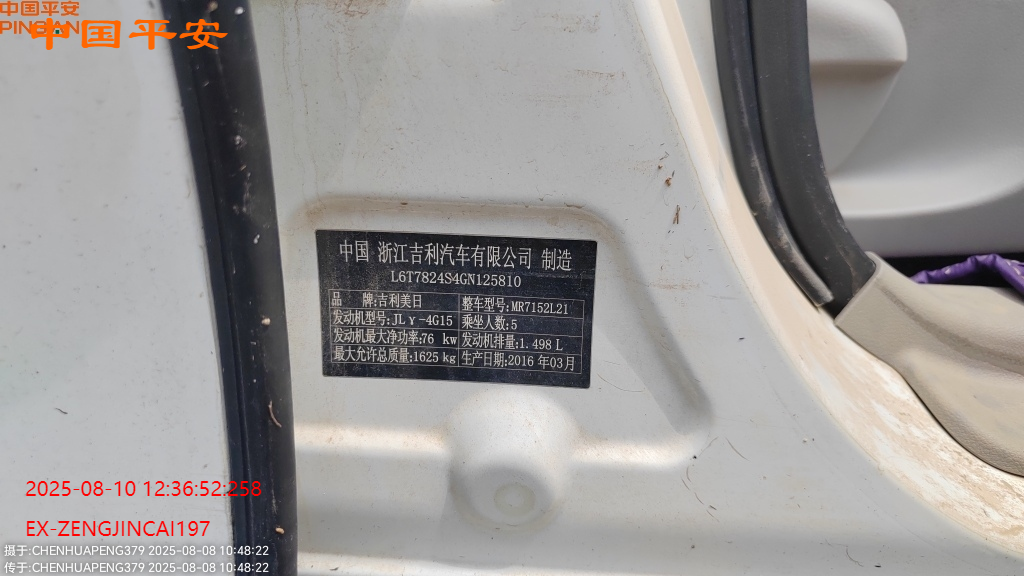 中国平安
PINGAN
中国平安
中国 浙江吉利汽车有限公司 制造
L6T7824S4GN125810
品 牌:吉利美日 整车型号:MR7152L21
发动机型号:JLγ-4G15 乘坐人数:5
发动机最大净功率:76 kw 发动机排量:1.498 L
最大允许总质量:1625 kg 生产日期:2016 年03月
2025-08-10 12:36:52:258
EX-ZENGJINCAI197
摄于:CHENHUAPENG379 2025-08-08 10:48:22
传于:CHENHUAPENG379 2025-08-08 10:48:22